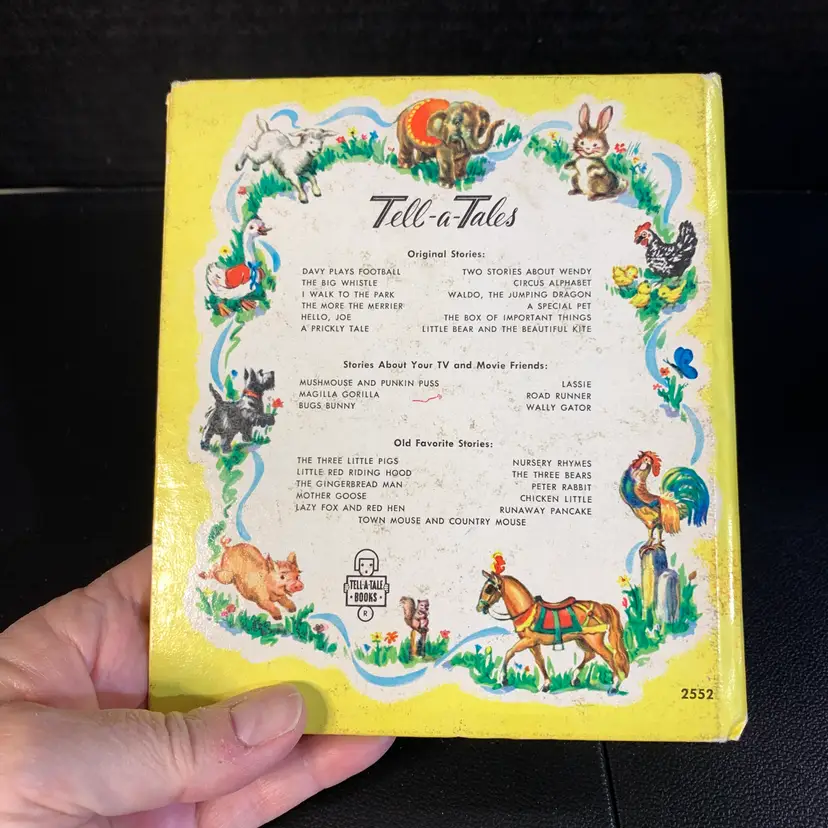 Tell-a-Tales
Original Stories:
DAVY PLAYS FOOTBALL
THE BIG WHISTLE
I WALK TO THE PARK
THE MORE THE MERRIER
HELLO, JOE
A PRICKLY TALE
TWO STORIES ABOUT WENDY
CIRCUS ALPHABET
WALDO, THE JUMPING DRAGON
A SPECIAL PET
THE BOX OF IMPORTANT THINGS
LITTLE BEAR AND THE BEAUTIFUL KITE
Stories About Your TV and Movie Friends:
MUSHMOUSE AND PUNKIN PUSS
MAGILLA GORILLA
BUGS BUNNY
LASSIE
ROAD RUNNER
WALLY GATOR
Old Favorite Stories:
THE THREE LITTLE PIGS
LITTLE RED RIDING HOOD
THE GINGERBREAD MAN
MOTHER GOOSE
LAZY FOX AND RED HEN
NURSERY RHYMES
THE THREE BEARS
PETER RABBIT
CHICKEN LITTLE
RUNAWAY PANCAKE
TOWN MOUSE AND COUNTRY MOUSE
TELL-A-TALE
• BOOKS •
R
2552